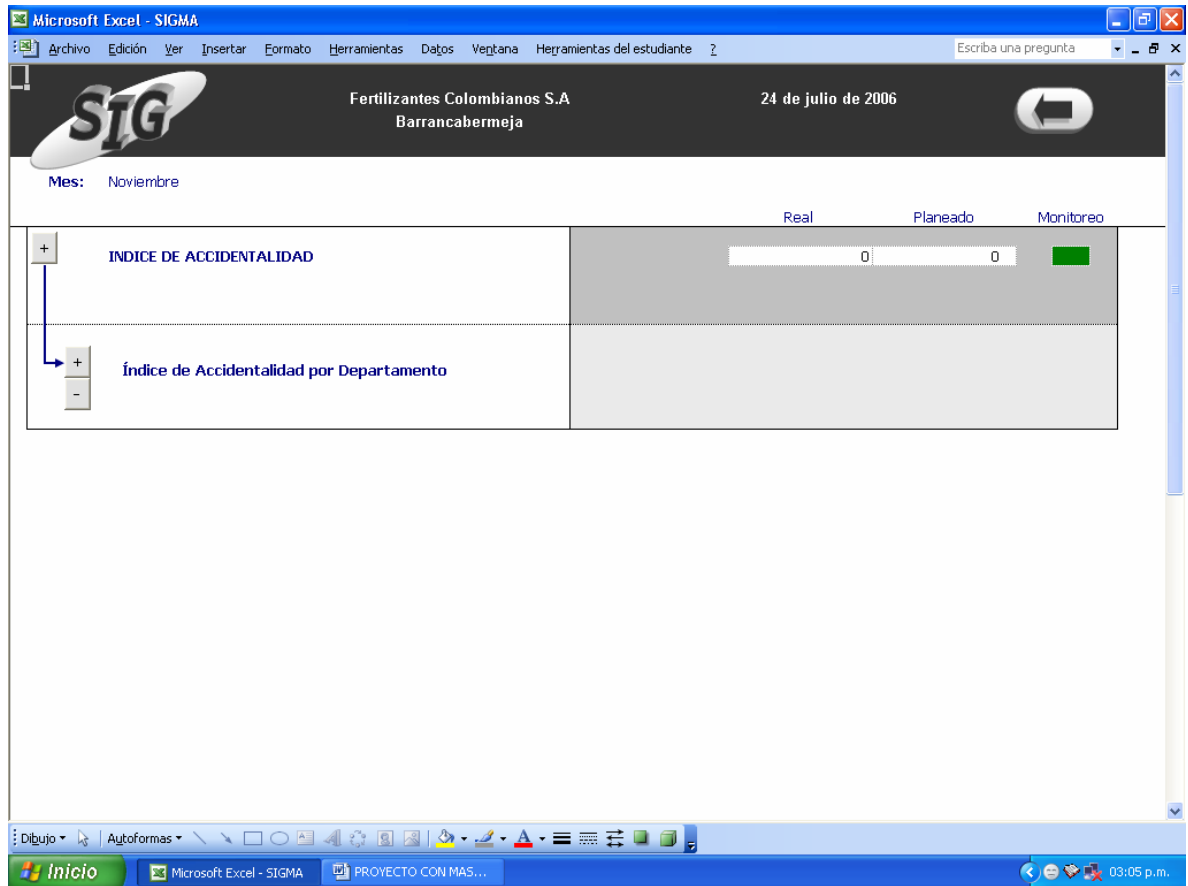 Microsoft Excel - SIGMA
Archivo Edición Ver Insertar Formato Herramientas Datos Ventana Herramientas del estudiante ? Escriba una pregunta
SIG
Fertilizantes Colombianos S.A 24 de julio de 2006
Barrancabermeja
Mes: Noviembre
Real Planeado Monitoreo
+ INDICE DE ACCIDENTALIDAD 0 0
+ Índice de Accidentalidad por Departamento
-
Dibujo Autoformas
Inicio Microsoft Excel - SIGMA PROYECTO CON MAS... 03:05 p.m.